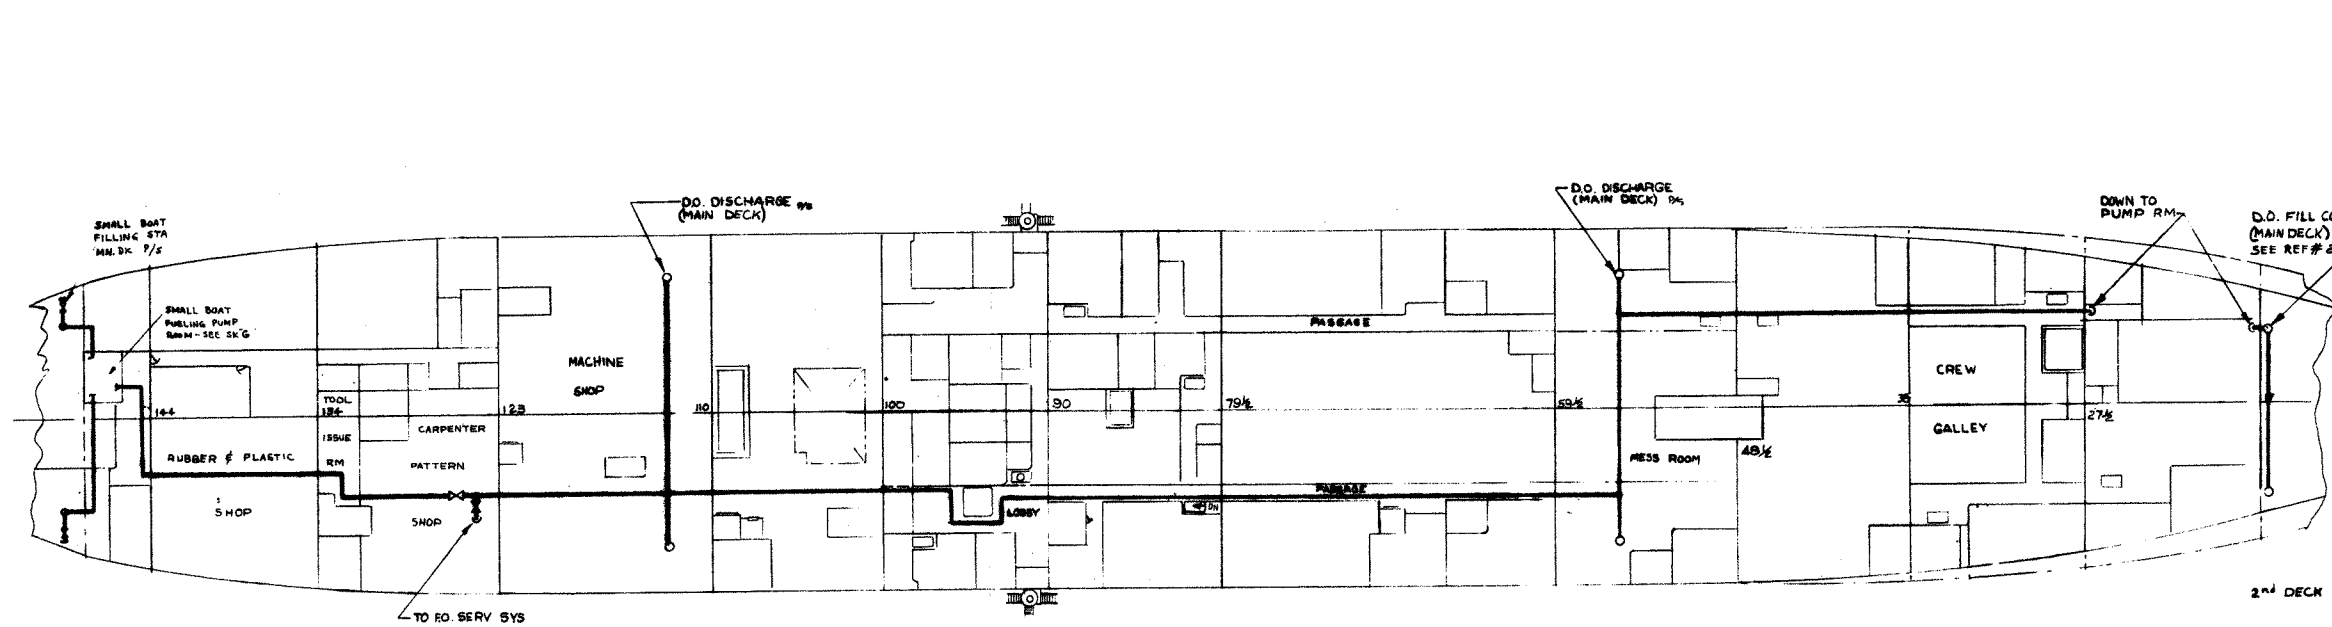 SMALL BOAT
FILLING STA
MN. DK P/S
SMALL BOAT
FUELING PUMP
ROOM-SEE SK G
D.O. DISCHARGE P/S
(MAIN DECK)
D.O. DISCHARGE
(MAIN DECK) P/S
DOWN TO
PUMP RM
D.O. FILL
(MAIN DECK)
SEE REF#
PASSAGE
MACHINE
SHOP
CREW
GALLEY
TOOL
134
ISSUE
RM
144
123
110
100
90
79½
59½
35
27½
48½
CARPENTER
PATTERN
SHOP
RUBBER & PLASTIC
SHOP
MESS ROOM
PASSAGE
LOBBY
DN
TO F.O. SERV SYS
2nd DECK